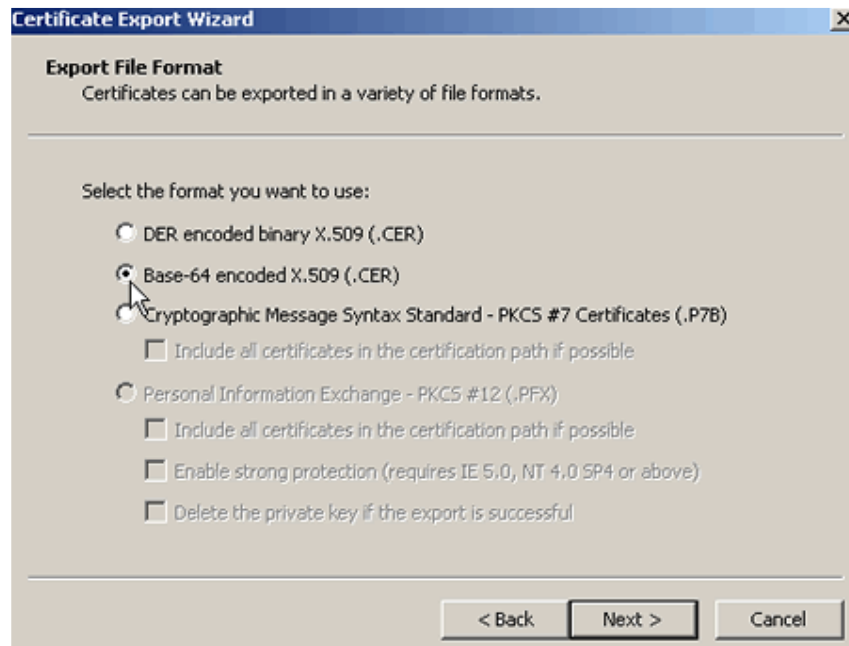 Certificate Export Wizard
Export File Format
Certificates can be exported in a variety of file formats.
Select the format you want to use:
DER encoded binary X.509 (.CER)
Base-64 encoded X.509 (.CER)
Cryptographic Message Syntax Standard - PKCS #7 Certificates (.P7B)
Include all certificates in the certification path if possible
Personal Information Exchange - PKCS #12 (.PFX)
Include all certificates in the certification path if possible
Enable strong protection (requires IE 5.0, NT 4.0 SP4 or above)
Delete the private key if the export is successful
< Back Next > Cancel